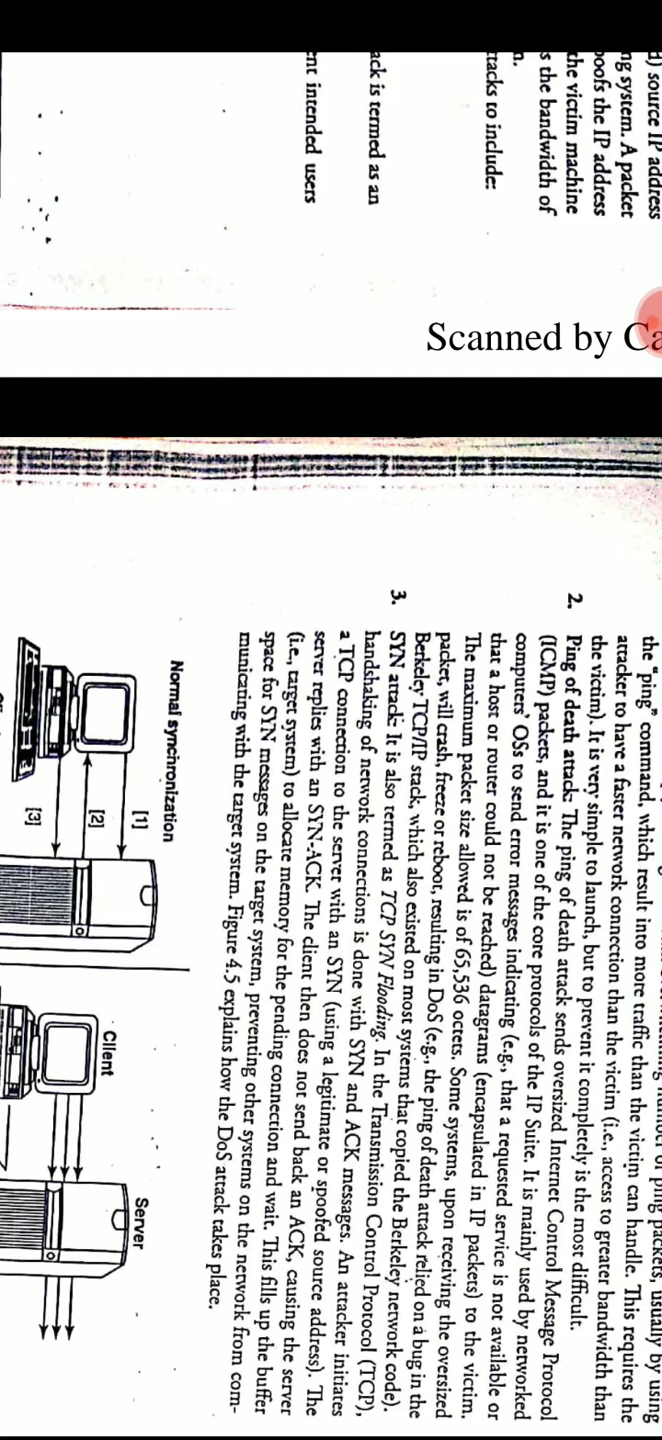 d) source IP address
ng system. A packet
poofs the IP address
the victim machine
s the bandwidth of
n.
tacks to include:
ack is termed as an
ent intended users
Scanned by Ca
number of ping packets, usually by using
the "ping" command, which result into more traffic than the victim can handle. This requires the
attacker to have a faster network connection than the victim (i.e., access to greater bandwidth than
the victim). It is very simple to launch, but to prevent it completely is the most difficult.
2. Ping of death attack: The ping of death attack sends oversized Internet Control Message Protocol
(ICMP) packets, and it is one of the core protocols of the IP Suite. It is mainly used by networked
computers' OSs to send error messages indicating (e.g., that a requested service is not available or
that a host or router could not be reached) datagrams (encapsulated in IP packets) to the victim.
The maximum packet size allowed is of 65,536 octets. Some systems, upon receiving the oversized
packet, will crash, freeze or reboot, resulting in DoS (e.g., the ping of death attack relied on a bug in the
Berkeley TCP/IP stack, which also existed on most systems that copied the Berkeley network code).
3. SYN attack: It is also termed as TCP SYN Flooding. In the Transmission Control Protocol (TCP),
handshaking of network connections is done with SYN and ACK messages. An attacker initiates
a TCP connection to the server with an SYN (using a legitimate or spoofed source address). The
server replies with an SYN-ACK. The client then does not send back an ACK, causing the server
(i.e., target system) to allocate memory for the pending connection and wait. This fills up the buffer
space for SYN messages on the target system, preventing other systems on the network from com-
municating with the target system. Figure 4.5 explains how the DoS attack takes place.
Normal synchronization
[1]
[2]
[3]
Client
Server